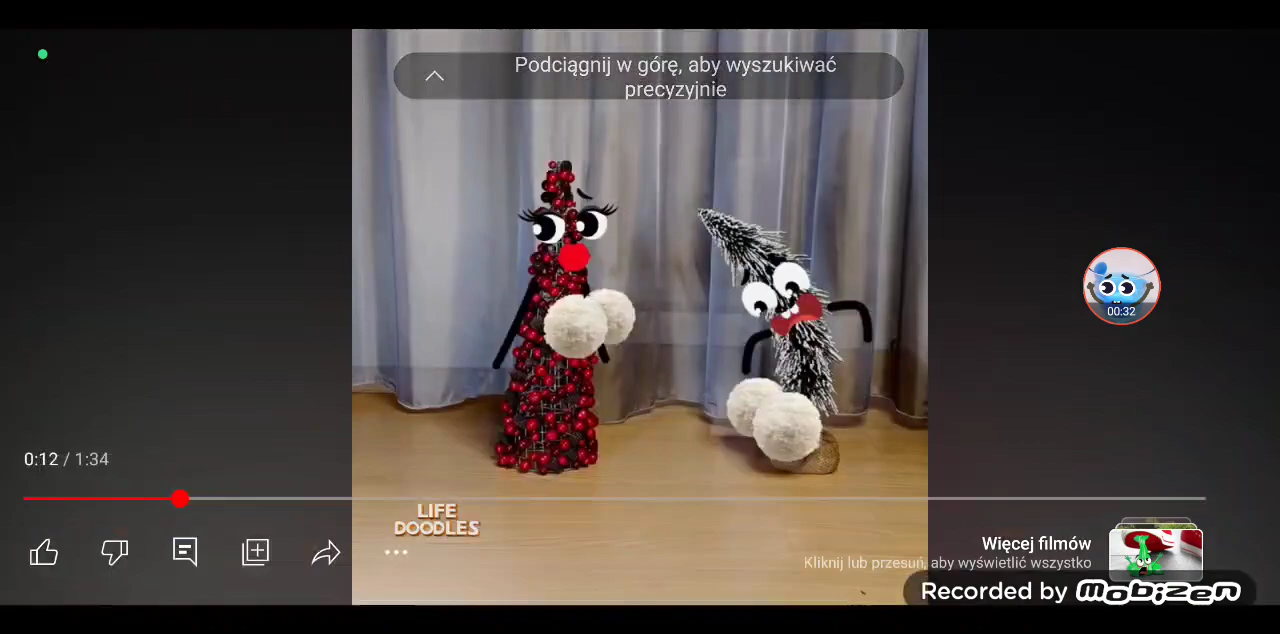 Podciągnij w górę, aby wyszukiwać
precyzyjnie
00:32
0:12 / 1:34
LIFE
DOODLES
Więcej filmów
Kliknij lub przesuń, aby wyświetlić wszystko
Recorded by mobizen